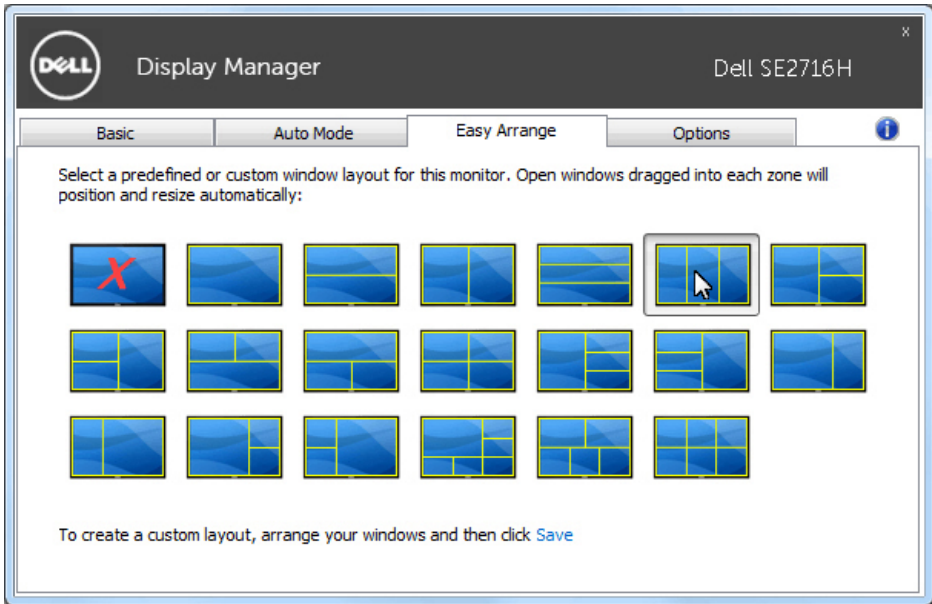 x
DELL
Display Manager
Dell SE2716H
Basic
Auto Mode
Easy Arrange
Options
i
Select a predefined or custom window layout for this monitor. Open windows dragged into each zone will
position and resize automatically:
X
To create a custom layout, arrange your windows and then click Save